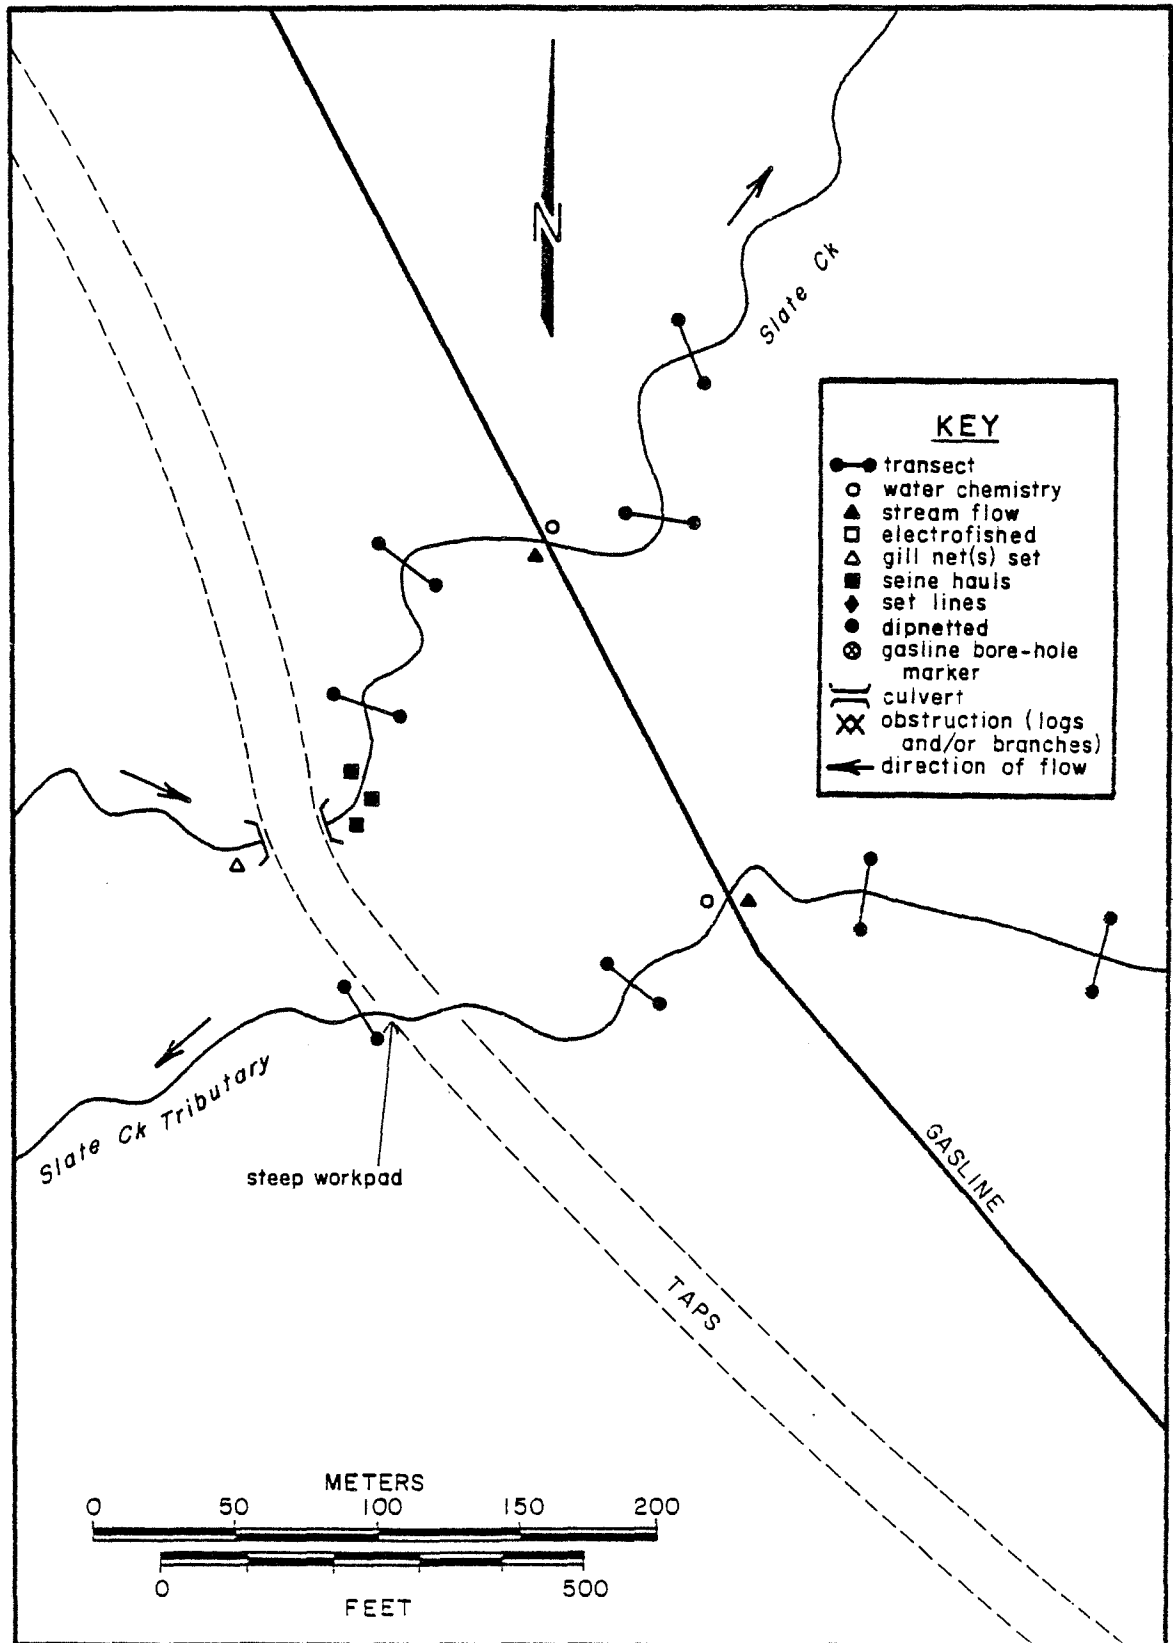 N
Slate Ck
KEY
transect
water chemistry
stream flow
electrofished
gill net(s) set
seine hauls
set lines
dipnetted
gasline bore-hole
marker
culvert
obstruction (logs
and/or branches)
direction of flow
Slate Ck Tributary
steep workpad
GASLINE
TAPS
METERS
0 50 100 150 200
0 500
FEET